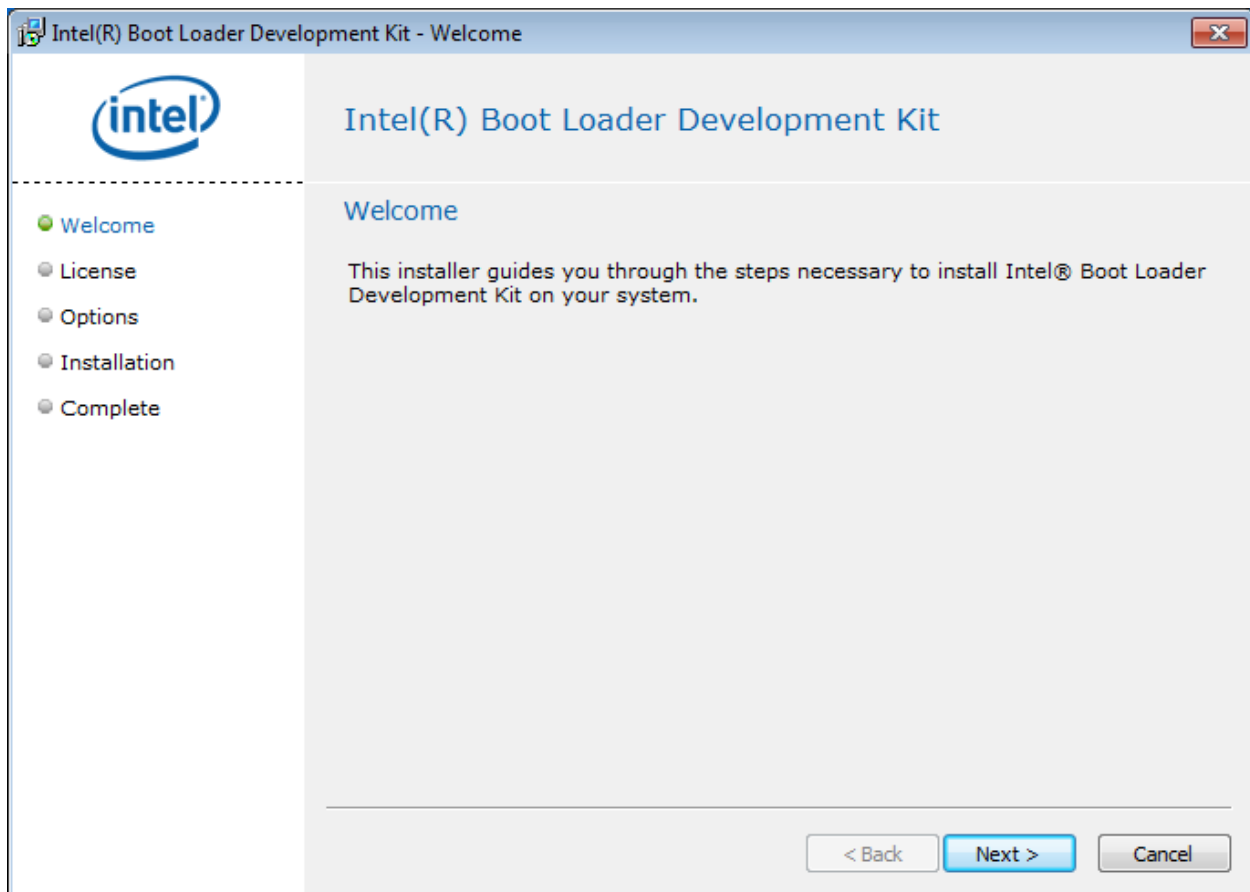 Intel(R) Boot Loader Development Kit - Welcome
intel
Intel(R) Boot Loader Development Kit
Welcome
License
Options
Installation
Complete
Welcome
This installer guides you through the steps necessary to install Intel® Boot Loader
Development Kit on your system.
< Back
Next >
Cancel